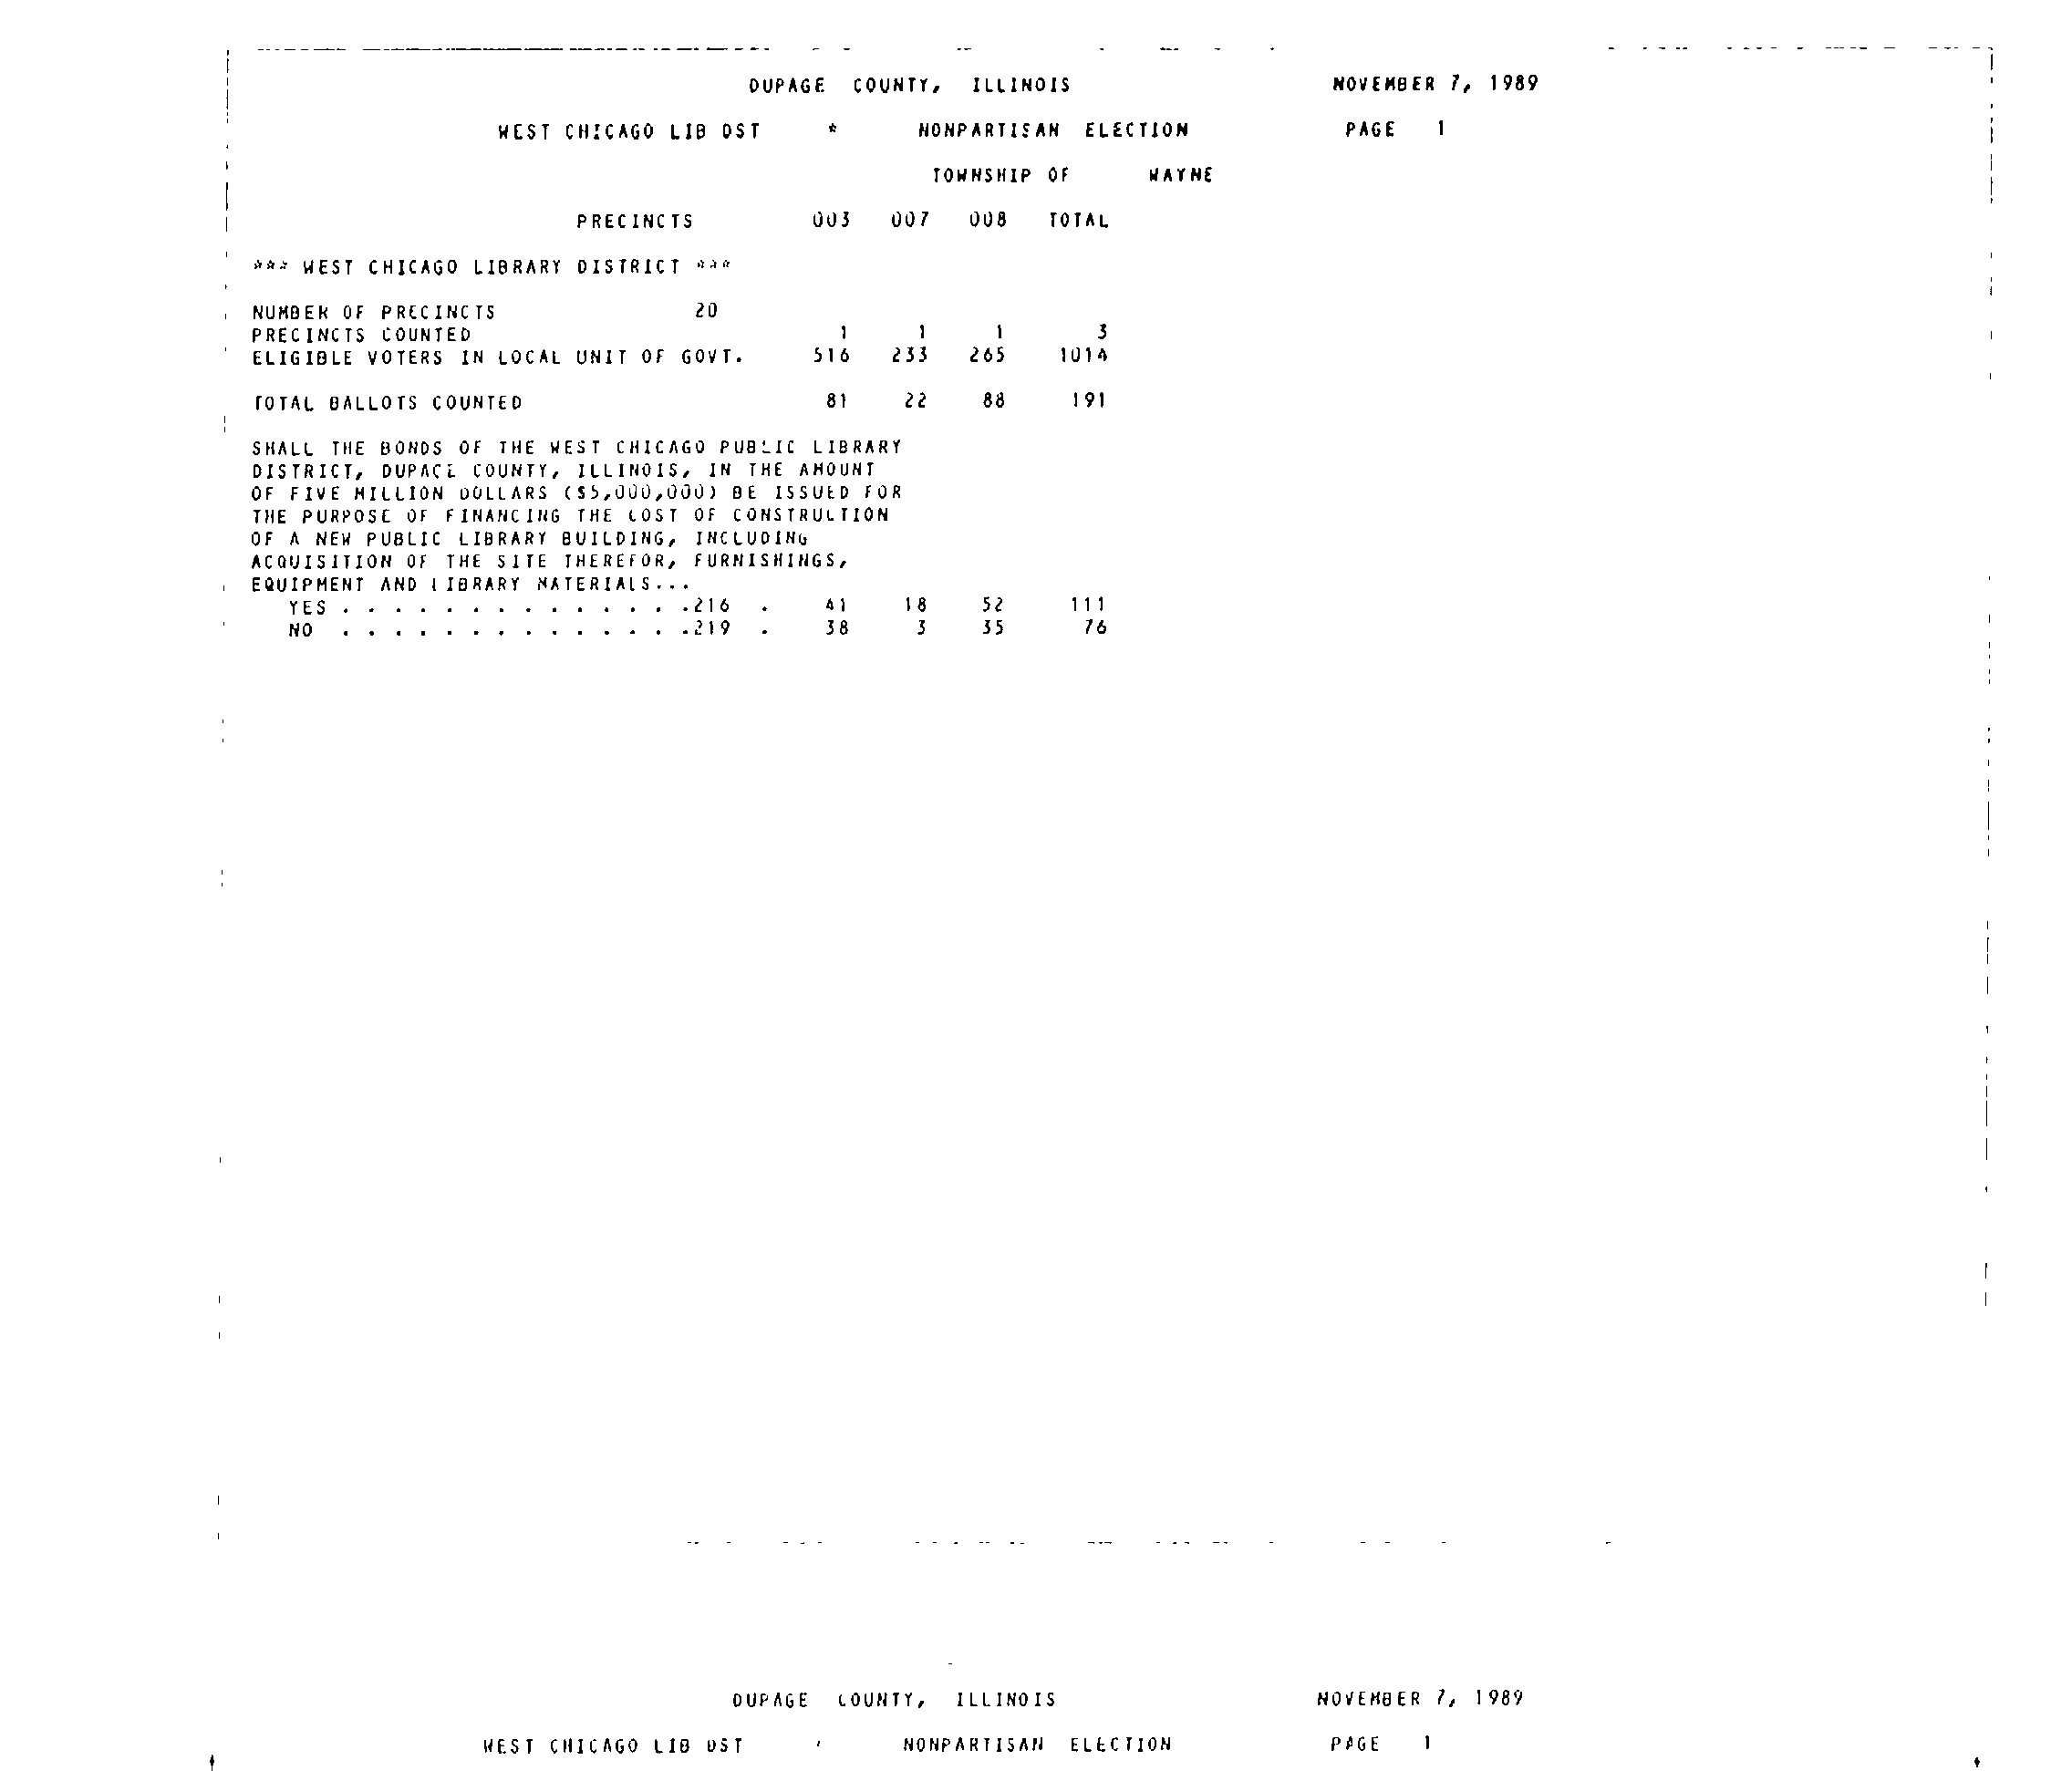 DUPAGE COUNTY, ILLINOIS NOVEMBER 7, 1989
WEST CHICAGO LIB DST * NONPARTISAN ELECTION PAGE 1
TOWNSHIP OF WAYNE
PRECINCTS 003 007 008 TOTAL
*** WEST CHICAGO LIBRARY DISTRICT ***
NUMBER OF PRECINCTS 20
PRECINCTS COUNTED 1 1 1 3
ELIGIBLE VOTERS IN LOCAL UNIT OF GOVT. 516 233 265 1014
TOTAL BALLOTS COUNTED 81 22 88 191
SHALL THE BONDS OF THE WEST CHICAGO PUBLIC LIBRARY
DISTRICT, DUPAGE COUNTY, ILLINOIS, IN THE AMOUNT
OF FIVE MILLION DOLLARS ($5,000,000) BE ISSUED FOR
THE PURPOSE OF FINANCING THE COST OF CONSTRUCTION
OF A NEW PUBLIC LIBRARY BUILDING, INCLUDING
ACQUISITION OF THE SITE THEREFOR, FURNISHINGS,
EQUIPMENT AND LIBRARY MATERIALS...
YES . . . . . . . . . . . . . .216 . 41 18 52 111
NO . . . . . . . . . . . . . .219 . 38 3 35 76
DUPAGE COUNTY, ILLINOIS NOVEMBER 7, 1989
WEST CHICAGO LIB DST NONPARTISAN ELECTION PAGE 1